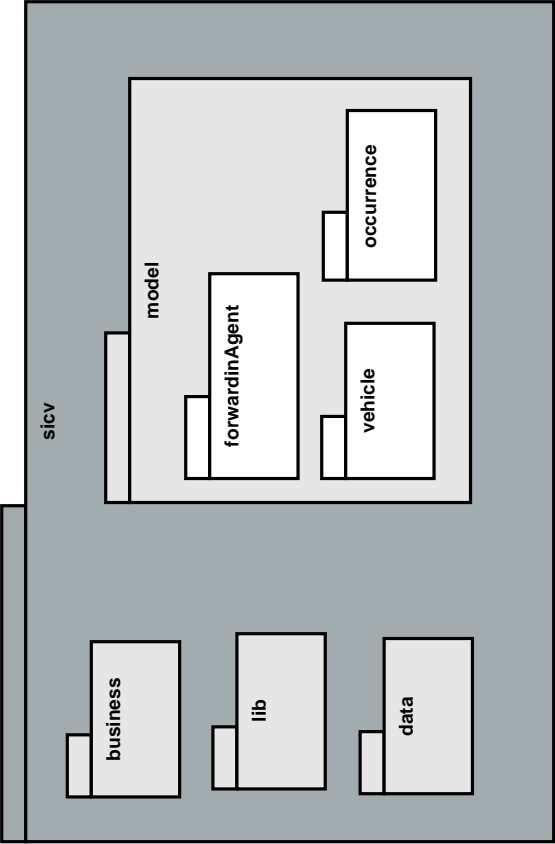 sicv
business
model
forwardinAgent
lib
vehicle
occurrence
data